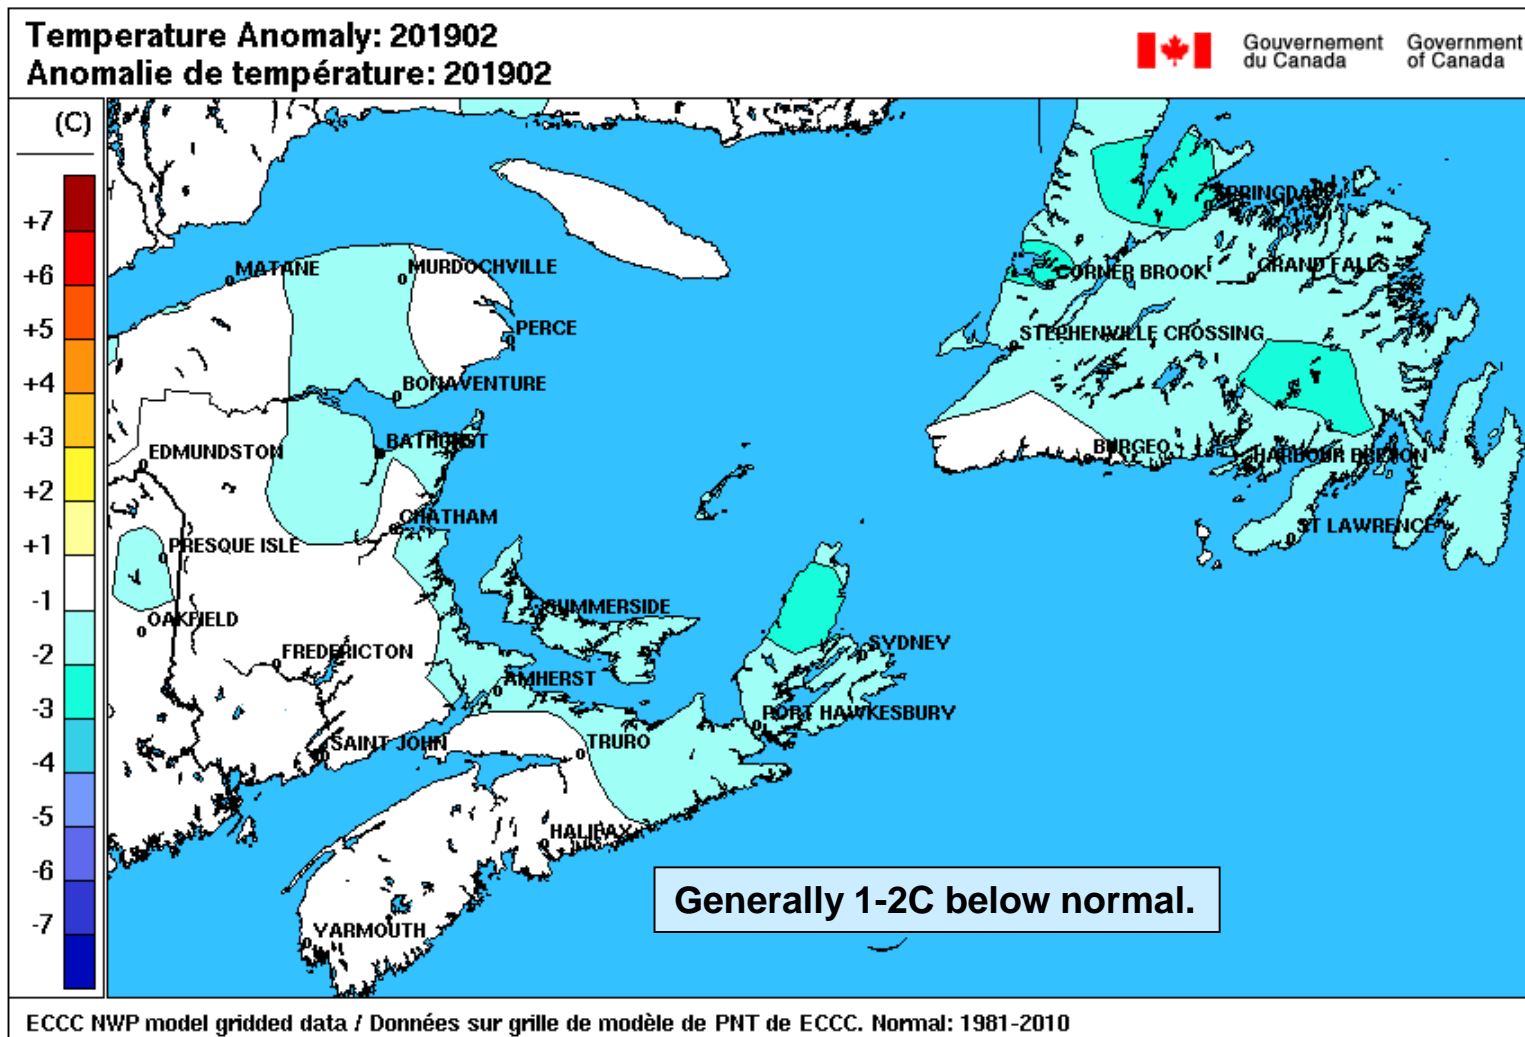 Temperature Anomaly: 201902
Anomalie de température: 201902
Gouvernement du Canada
Government of Canada
(C)
+7
+6
+5
+4
+3
+2
+1
-1
-2
-3
-4
-5
-6
-7
SPRINGDALE
MATANE
MURDOCHVILLE
CORNER BROOK
GRAND FALLS
PERCE
STEPHENVILLE CROSSING
BONAVENTURE
EDMUNDSTON
BATHURST
BURGEO
HARBOUR BRETON
CHATHAM
ST LAWRENCE
PRESQUE ISLE
OAKFIELD
SUMMERSIDE
FREDERICTON
SYDNEY
AMHERST
PORT HAWKESBURY
SAINT JOHN
TRURO
HALIFAX
YARMOUTH
Generally 1-2C below normal.
ECCC NWP model gridded data / Données sur grille de modèle de PNT de ECCC. Normal: 1981-2010